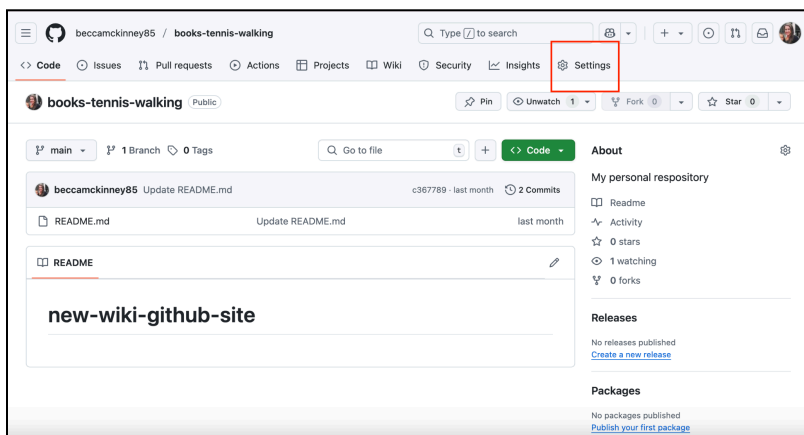 beccamckinney85 / books-tennis-walking
Type / to search
Code Issues Pull requests Actions Projects Wiki Security Insights Settings
books-tennis-walking Public
Pin Unwatch 1 Fork 0 Star 0
main 1 Branch 0 Tags Go to file t + Code
beccamckinney85 Update README.md c367789 · last month 2 Commits
README.md Update README.md last month
README
new-wiki-github-site
About
My personal respository
Readme
Activity
0 stars
1 watching
0 forks
Releases
No releases published
Create a new release
Packages
No packages published
Publish your first package